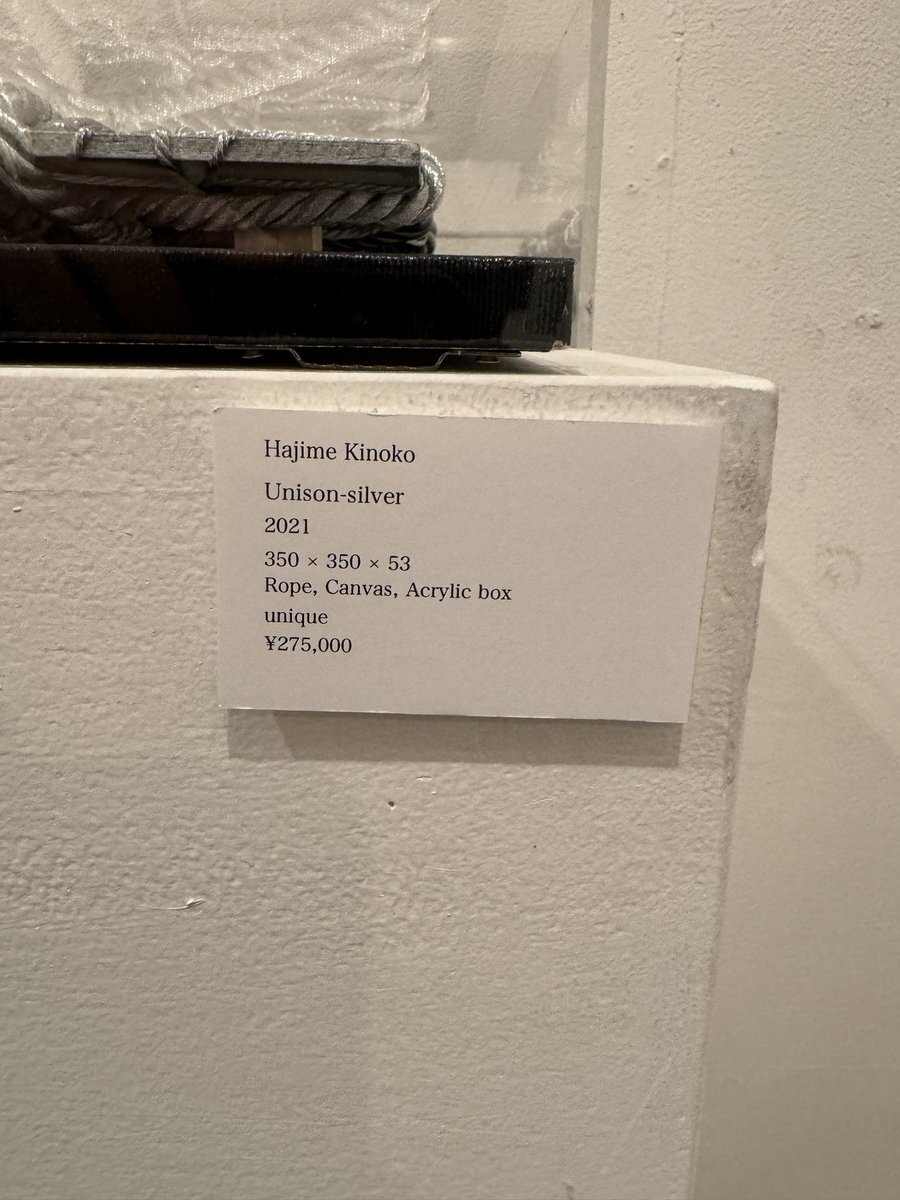 Hajime Kinoko
Unison-silver
2021
350 × 350 × 53
Rope, Canvas, Acrylic box
unique
¥275,000